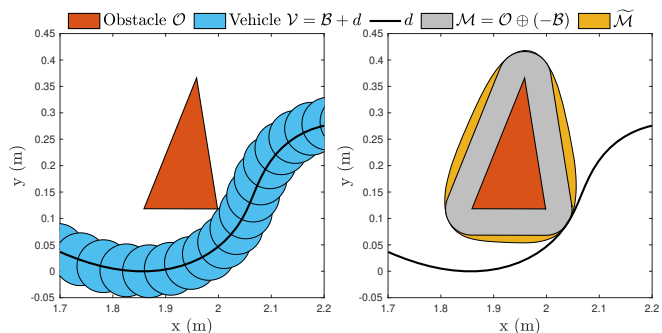 Obstacle 𝒪 Vehicle 𝒱 = ℬ + d d ℳ = 𝒪 ⊕ (−ℬ) ℳ̃
0.45 0.45
0.4 0.4
0.35 0.35
0.3 0.3
0.25 0.25
0.2 0.2
y (m) y (m)
0.15 0.15
0.1 0.1
0.05 0.05
0 0
-0.05 -0.05
1.7 1.8 1.9 2 2.1 2.2 1.7 1.8 1.9 2 2.1 2.2
x (m) x (m)